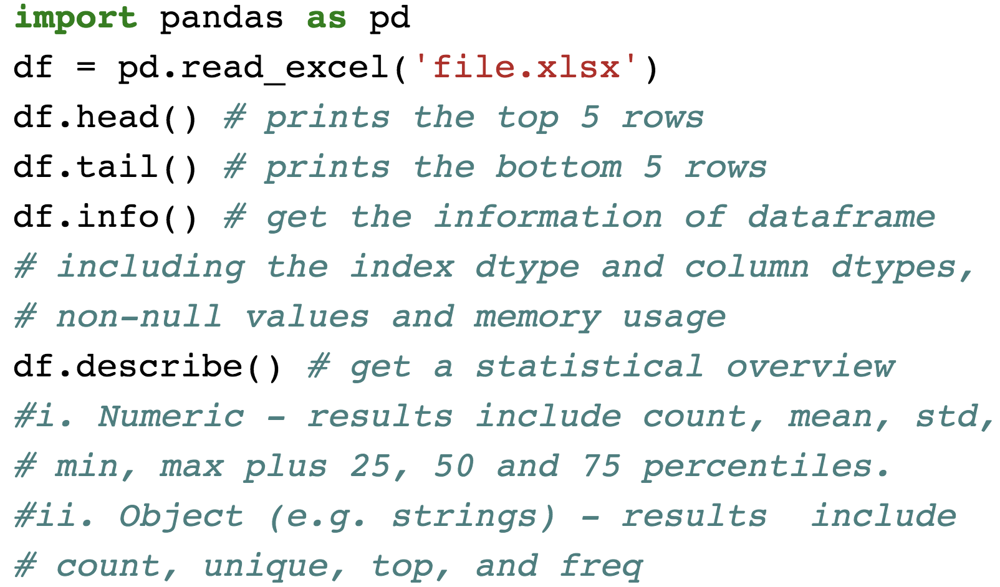 import pandas as pd
df = pd.read_excel('file.xlsx')
df.head() # prints the top 5 rows
df.tail() # prints the bottom 5 rows
df.info() # get the information of dataframe
# including the index dtype and column dtypes,
# non-null values and memory usage
df.describe() # get a statistical overview
#i. Numeric - results include count, mean, std,
# min, max plus 25, 50 and 75 percentiles.
#ii. Object (e.g. strings) - results  include
# count, unique, top, and freq